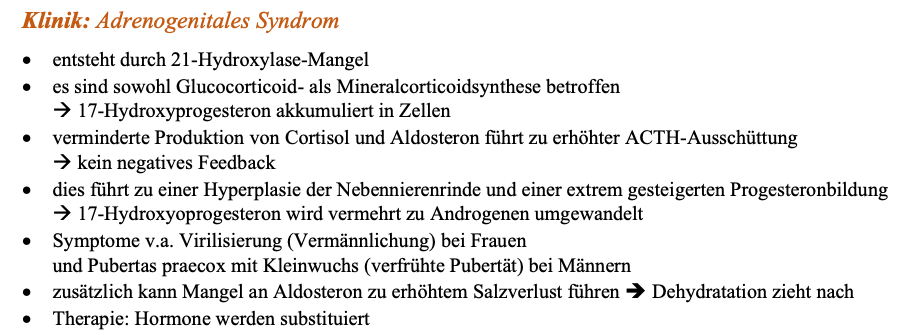 Klinik: Adrenogenitales Syndrom
• entsteht durch 21-Hydroxylase-Mangel
• es sind sowohl Glucocorticoid- als Mineralcorticoidsynthese betroffen
→ 17-Hydroxyprogesteron akkumuliert in Zellen
• verminderte Produktion von Cortisol und Aldosteron führt zu erhöhter ACTH-Ausschüttung
→ kein negatives Feedback
• dies führt zu einer Hyperplasie der Nebennierenrinde und einer extrem gesteigerten Progesteronbildung
→ 17-Hydroxyoprogesteron wird vermehrt zu Androgenen umgewandelt
• Symptome v.a. Virilisierung (Vermännlichung) bei Frauen
und Pubertas praecox mit Kleinwuchs (verfrühte Pubertät) bei Männern
• zusätzlich kann Mangel an Aldosteron zu erhöhtem Salzverlust führen → Dehydratation zieht nach
• Therapie: Hormone werden substituiert